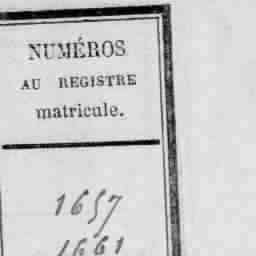 NUMÉROS
AU REGISTRE
matricule.
1657
1661